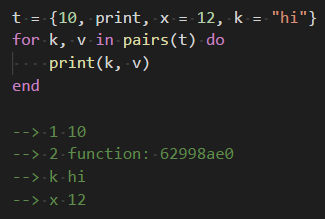 t = {10, print, x = 12, k = "hi"}
for k, v in pairs(t) do
    print(k, v)
end

--> 1 10
--> 2 function: 62998ae0
--> k hi
--> x 12